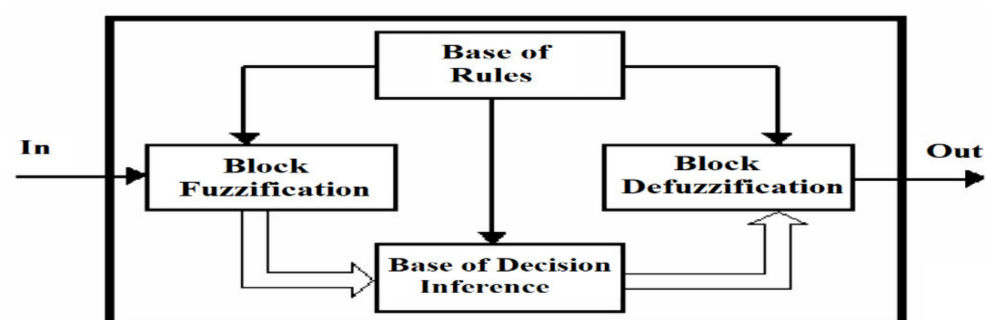 Base of
Rules
In
Block
Fuzzification
Block
Defuzzification
Out
Base of Decision
Inference